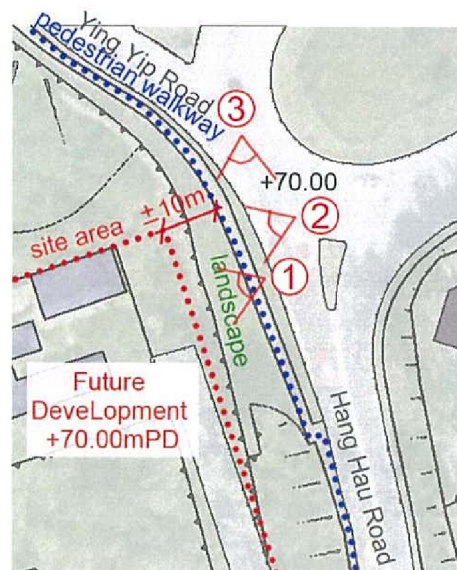 Ying Yip Road
pedestrian walkway
3
+70.00
±10m
2
site area
1
landscape
Future
DeveLopment
+70.00mPD
Hang Hau Road